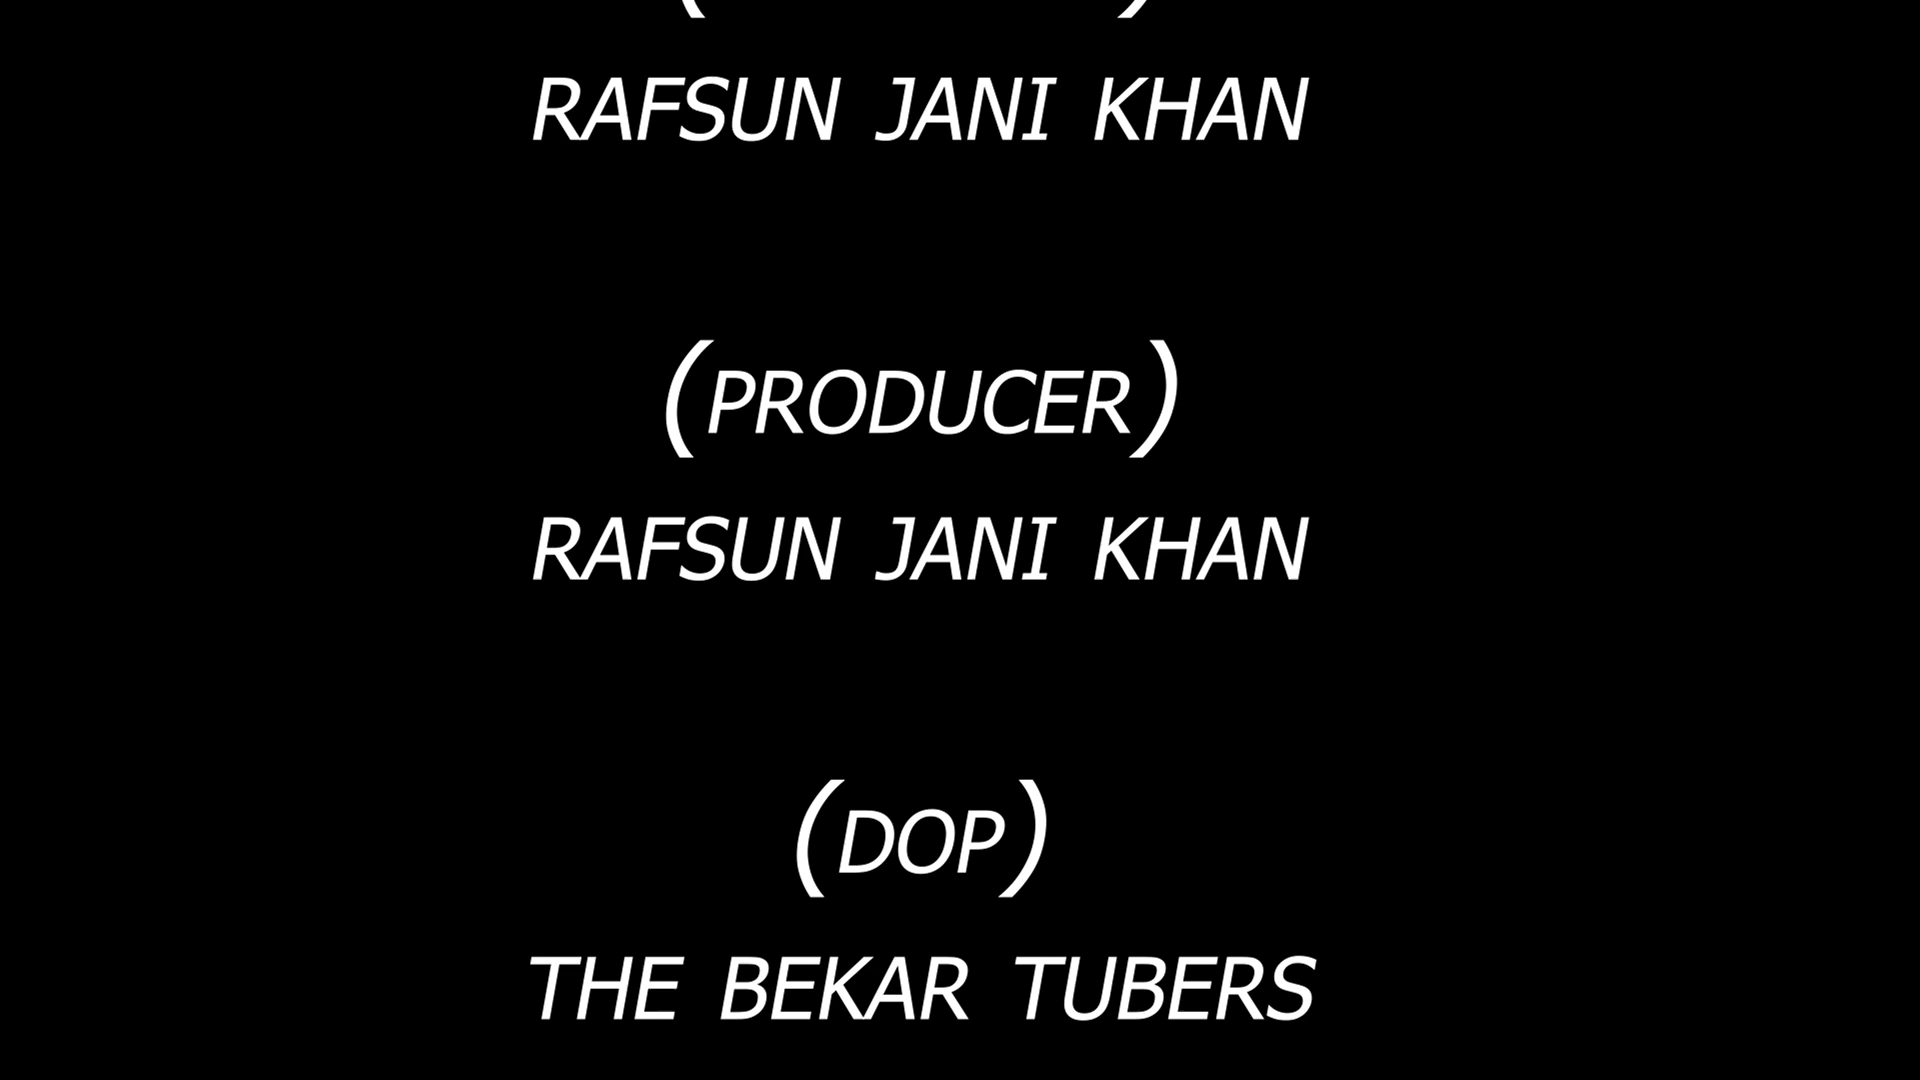 RAFSUN JANI KHAN
(PRODUCER)
RAFSUN JANI KHAN
(DOP)
THE BEKAR TUBERS